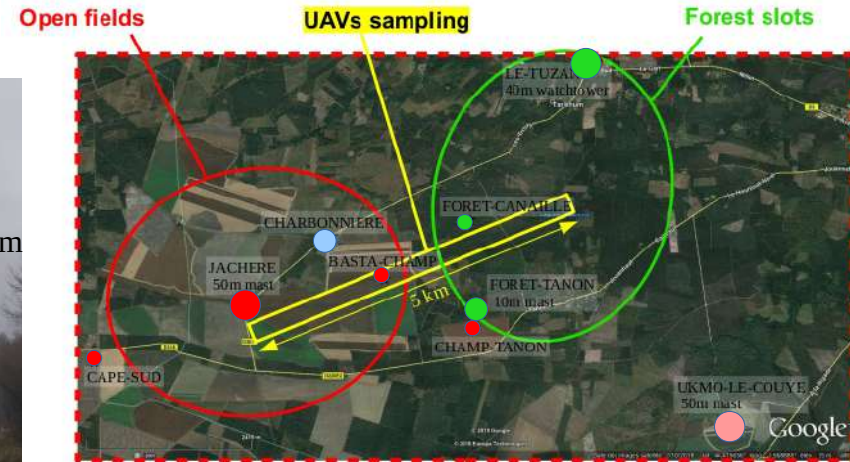 Open fields
UAVs sampling
Forest slots
LE-TUZAN
40m watchtower
m
FORET-CANAILLE
CHARBONNIERE
BASTA-CHAMP
JACHERE
50m mast
FORET-TANON
10m mast
5 km
CHAMP-TANON
CAPE-SUD
UKMO-LE-COUYE
50m mast
Google